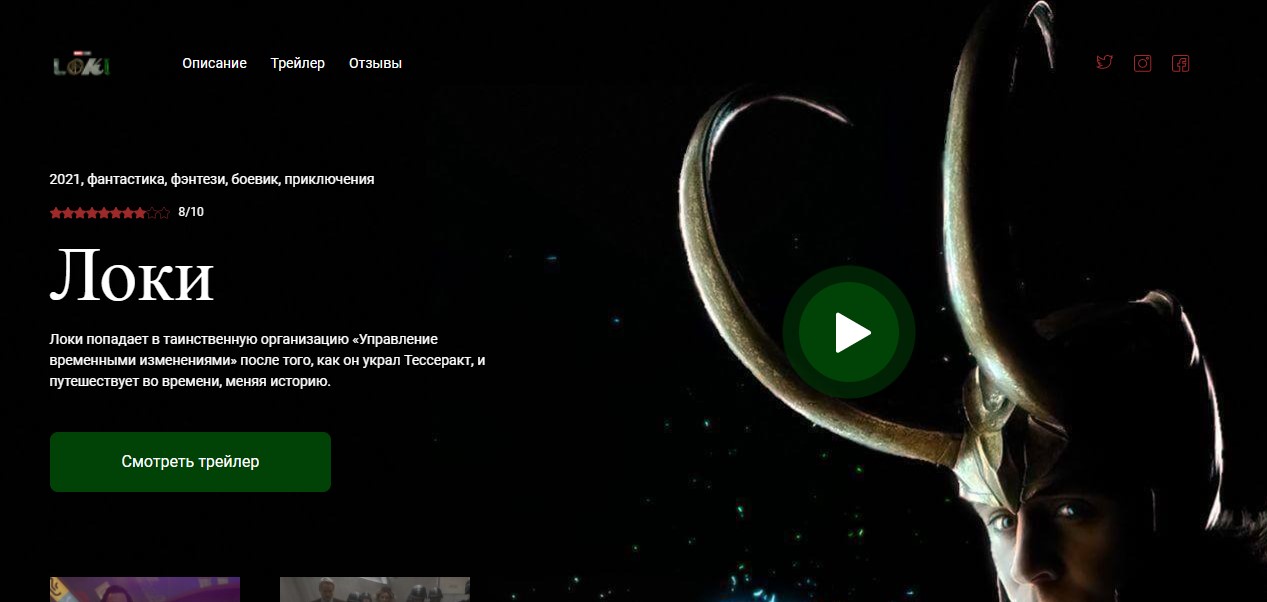 LOKI
Описание Трейлер Отзывы
2021, фантастика, фэнтези, боевик, приключения
8/10
Локи
Локи попадает в таинственную организацию «Управление
временными изменениями» после того, как он украл Тессеракт, и
путешествует во времени, меняя историю.
Смотреть трейлер